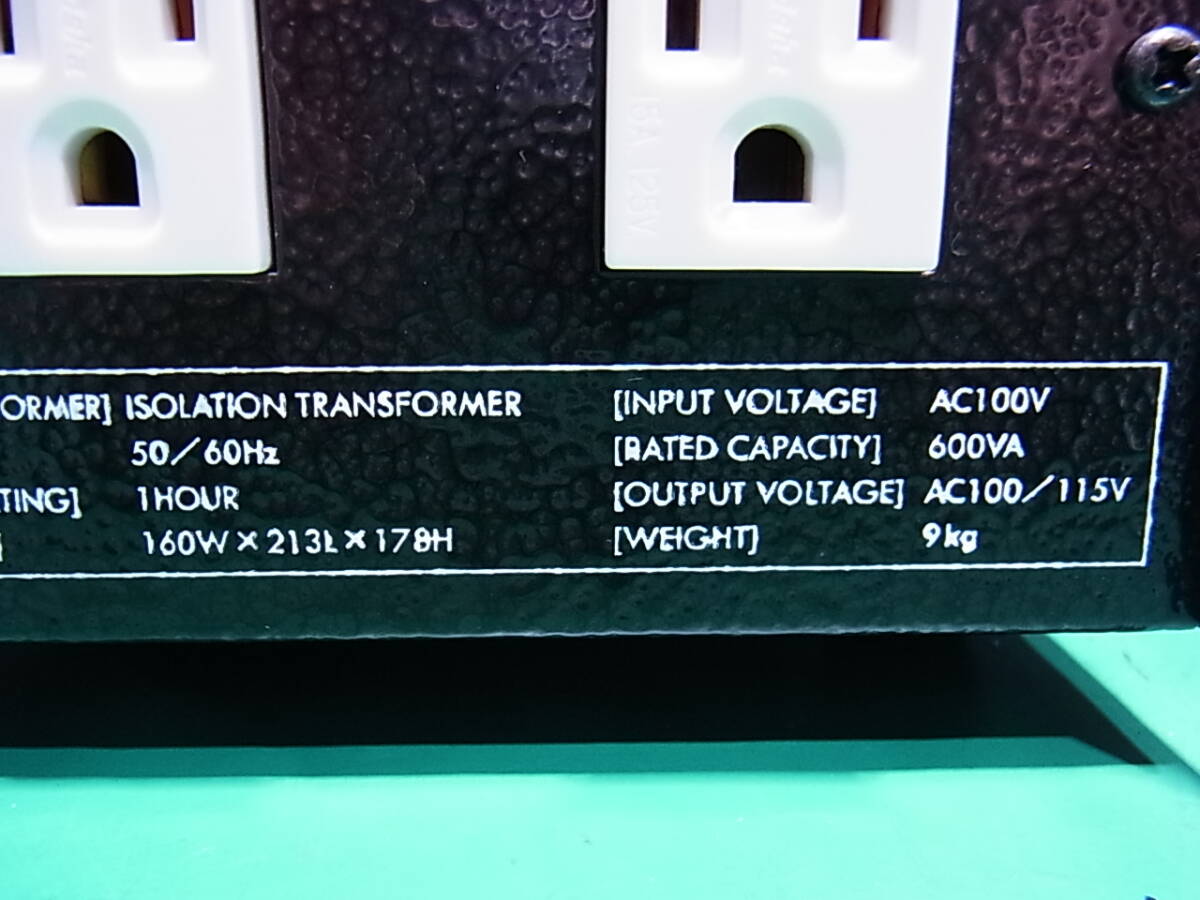 15A 125V
ORMER] ISOLATION TRANSFORMER [INPUT VOLTAGE] AC100V
50/60Hz [RATED CAPACITY] 600VA
TING] 1HOUR [OUTPUT VOLTAGE] AC100/115V
] 160W×213L×178H [WEIGHT] 9kg